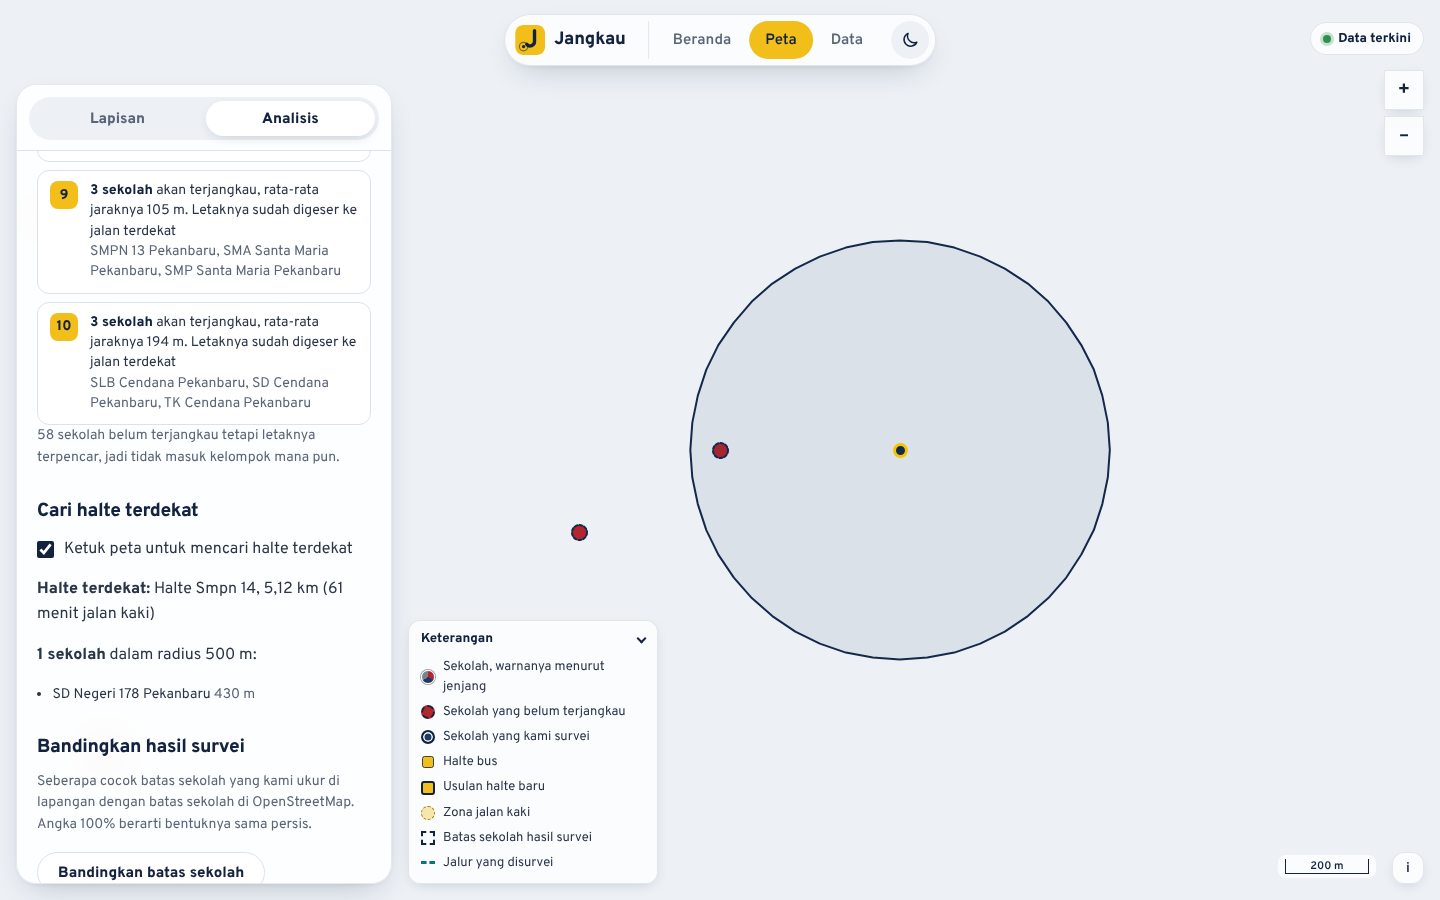 Jangkau
Beranda
Peta
Data
Data terkini
+
−
Lapisan
Analisis
9
3 sekolah akan terjangkau, rata-rata
jaraknya 105 m. Letaknya sudah digeser ke
jalan terdekat
SMPN 13 Pekanbaru, SMA Santa Maria
Pekanbaru, SMP Santa Maria Pekanbaru
10
3 sekolah akan terjangkau, rata-rata
jaraknya 194 m. Letaknya sudah digeser ke
jalan terdekat
SLB Cendana Pekanbaru, SD Cendana
Pekanbaru, TK Cendana Pekanbaru
58 sekolah belum terjangkau tetapi letaknya
terpencar, jadi tidak masuk kelompok mana pun.
Cari halte terdekat
Ketuk peta untuk mencari halte terdekat
Halte terdekat: Halte Smpn 14, 5,12 km (61
menit jalan kaki)
1 sekolah dalam radius 500 m:
• SD Negeri 178 Pekanbaru 430 m
Bandingkan hasil survei
Seberapa cocok batas sekolah yang kami ukur di
lapangan dengan batas sekolah di OpenStreetMap.
Angka 100% berarti bentuknya sama persis.
Bandingkan batas sekolah
Keterangan
Sekolah, warnanya menurut
jenjang
Sekolah yang belum terjangkau
Sekolah yang kami survei
Halte bus
Usulan halte baru
Zona jalan kaki
Batas sekolah hasil survei
Jalur yang disurvei
200 m
i